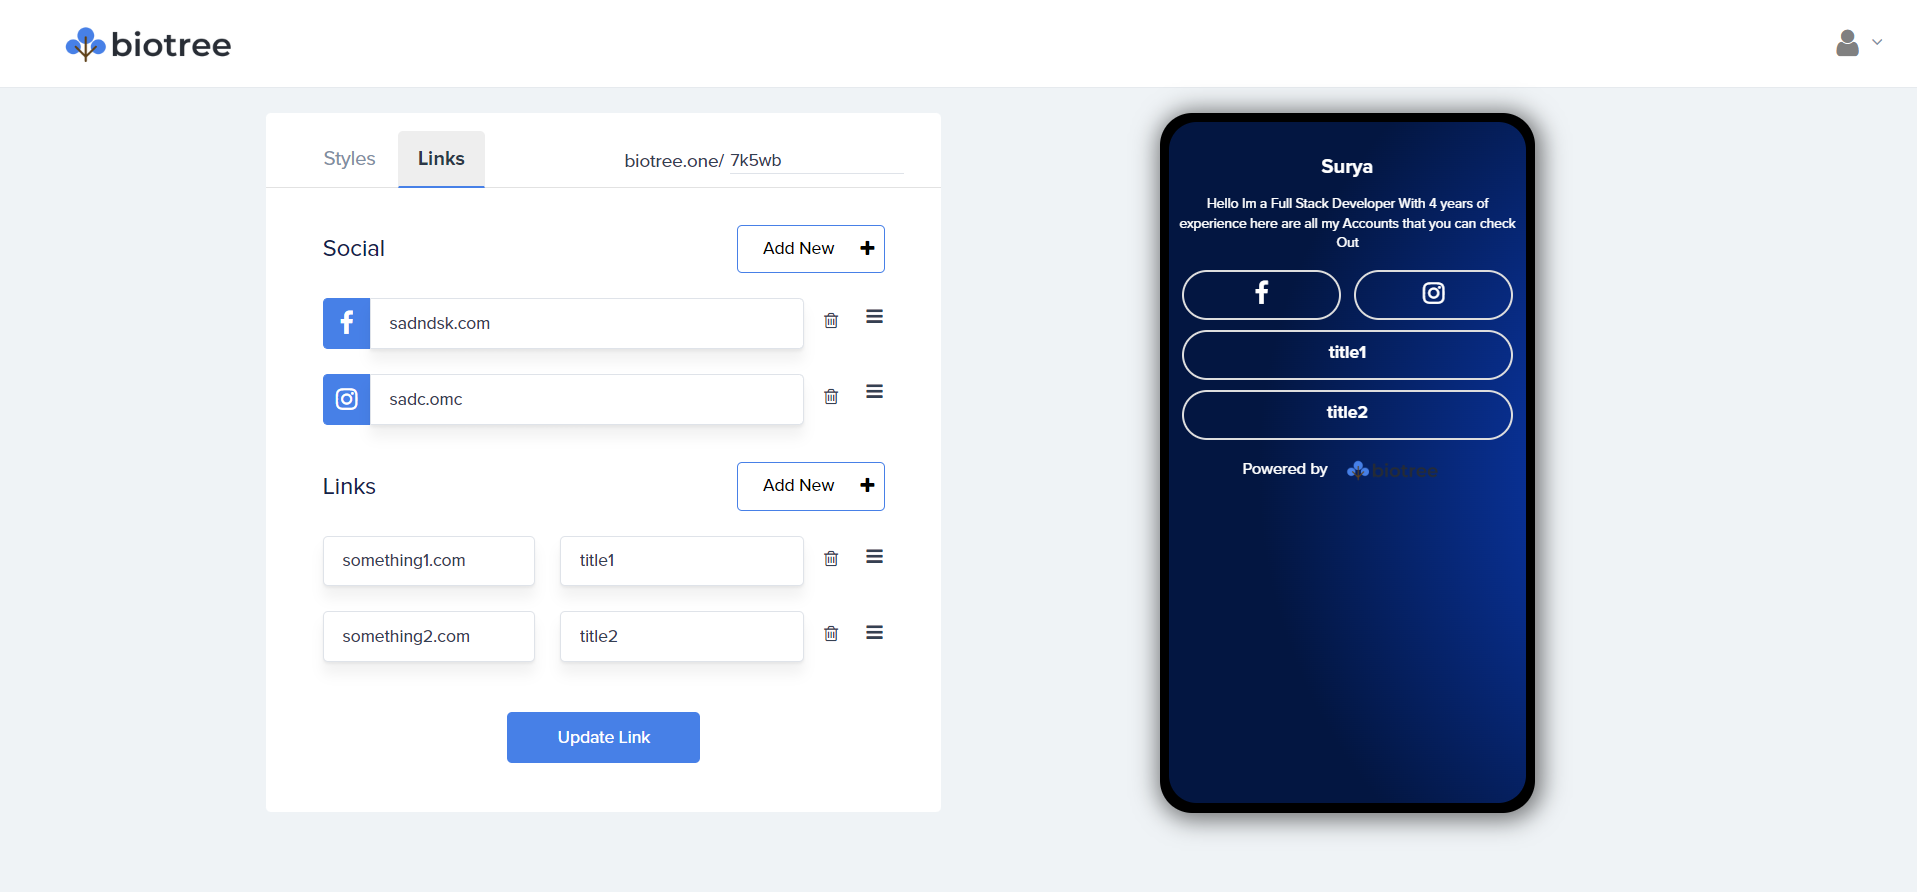 biotree
Styles
Links
biotree.one/ 7k5wb
Social
Add New
sadndsk.com
sadc.omc
Links
Add New
something1.com
title1
something2.com
title2
Update Link
Surya
Hello Im a Full Stack Developer With 4 years of
experience here are all my Accounts that you can check
Out
title1
title2
Powered by biotree